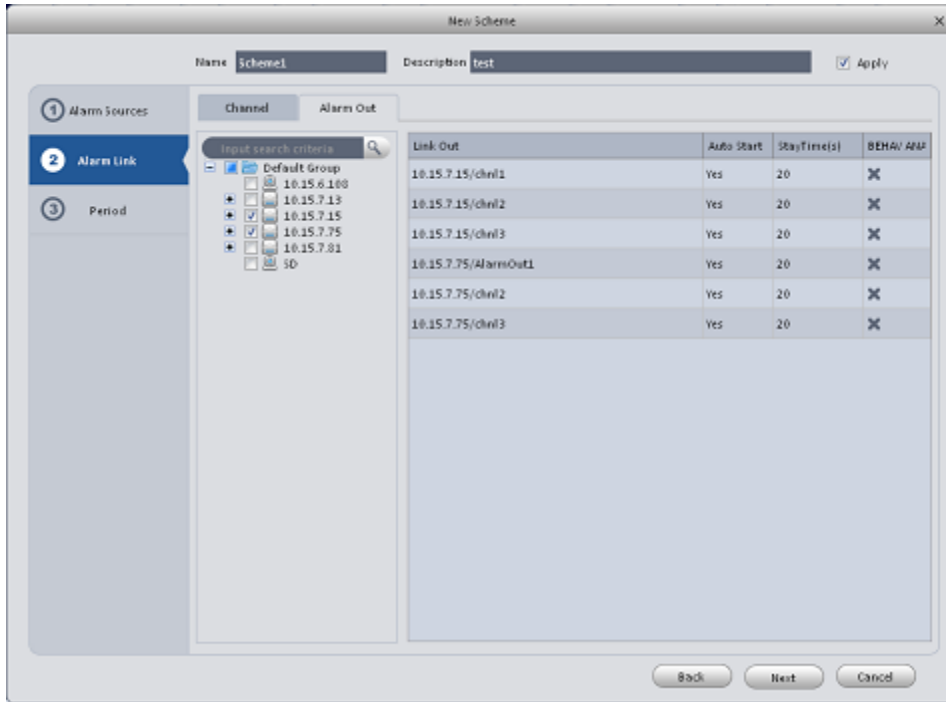 New Scheme
Name Scheme1 Description test Apply
1 Alarm Sources
2 Alarm Link
3 Period
Channel Alarm Out
Input search criteria
Default Group
10.15.6.108
10.15.7.13
10.15.7.15
10.15.7.75
10.15.7.81
SD
Link Out Auto Start StayTime(s) BEHAV ANA
10.15.7.15/chnl1 Yes 20
10.15.7.15/chnl2 Yes 20
10.15.7.15/chnl3 Yes 20
10.15.7.75/AlarmOut1 Yes 20
10.15.7.75/chnl2 Yes 20
10.15.7.75/chnl3 Yes 20
Back Next Cancel